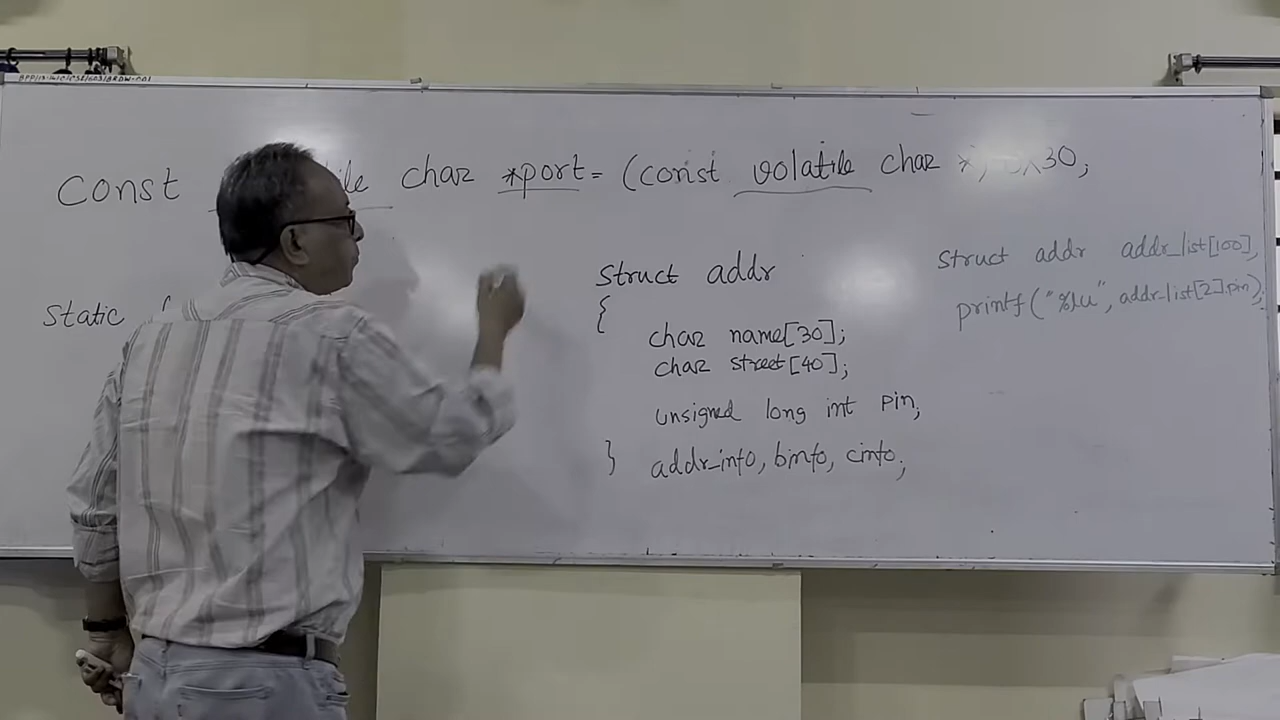 Const char *port = (const volatile char *) 0x30;
Static
struct addr
{
char name[30];
char street[40];
unsigned long int pin;
} addr_info, binfo, cinfo;
struct addr addr_list[100];
printf("%lu", addr_list[2].pin);